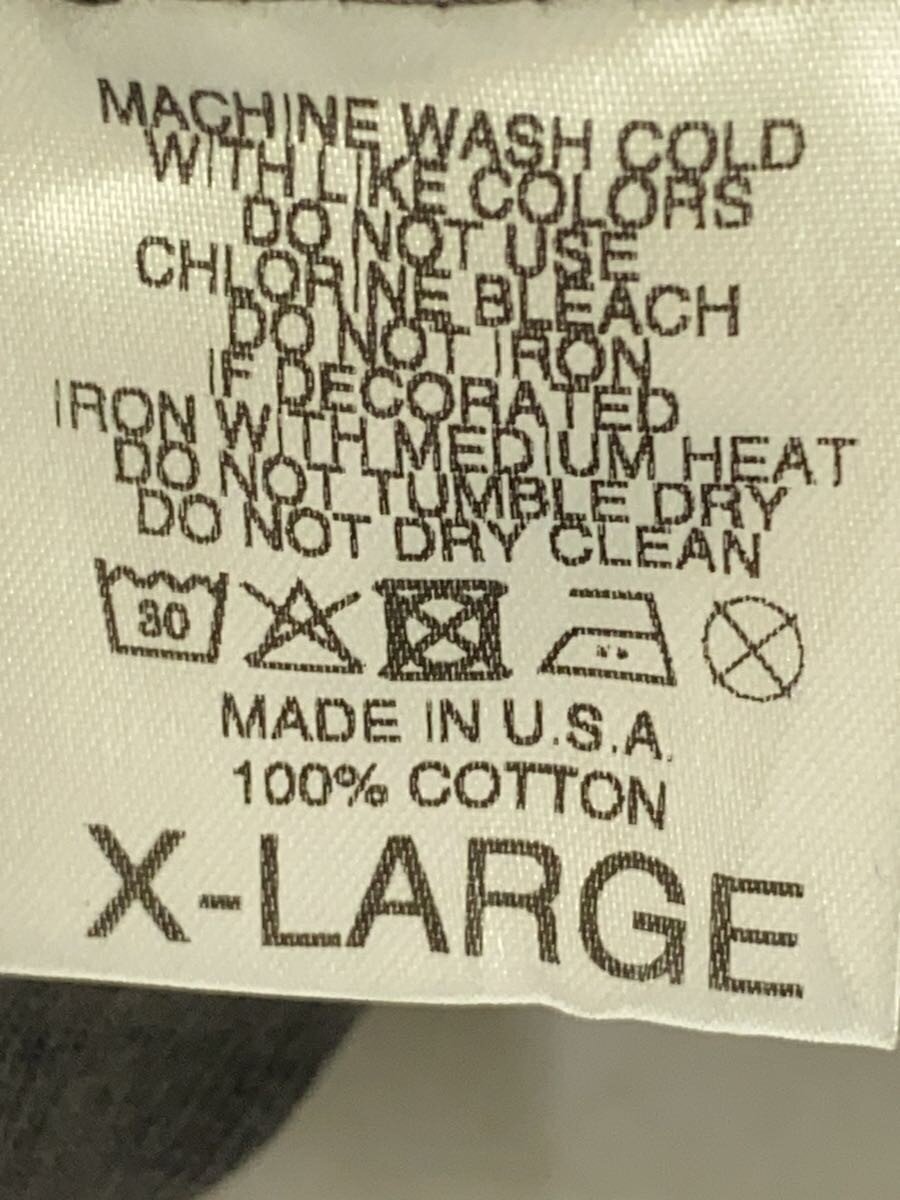 MACHINE WASH COLD
WITH LIKE COLORS
DO NOT USE
CHLORINE BLEACH
DO NOT IRON
IF DECORATED
IRON WITH MEDIUM HEAT
DO NOT TUMBLE DRY
DO NOT DRY CLEAN
30
MADE IN U.S.A.
100% COTTON
X-LARGE